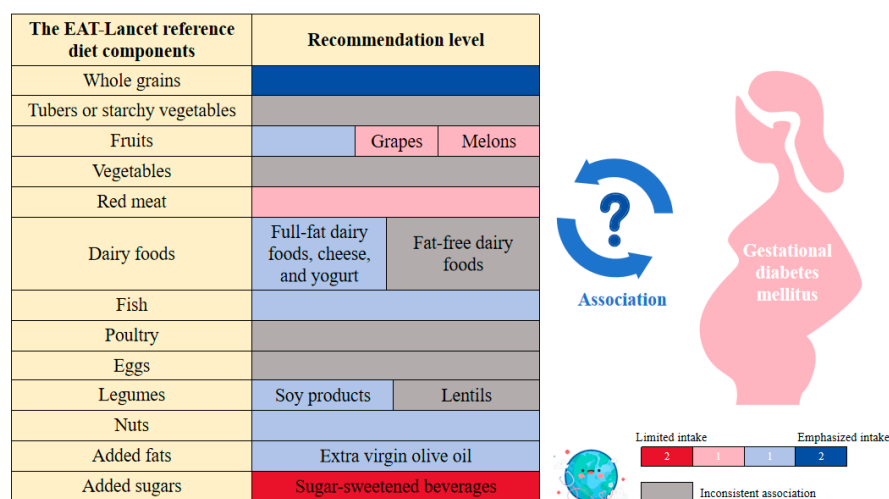 The EAT-Lancet reference
diet components
Recommendation level
Whole grains
Tubers or starchy vegetables
Fruits
Grapes
Melons
Vegetables
Red meat
Dairy foods
Full-fat dairy
foods, cheese,
and yogurt
Fat-free dairy
foods
Fish
Poultry
Eggs
Legumes
Soy products
Lentils
Nuts
Added fats
Extra virgin olive oil
Added sugars
Sugar-sweetened beverages
?
Association
Gestational
diabetes
mellitus
Limited intake
Emphasized intake
2
1
1
2
Inconsistent association